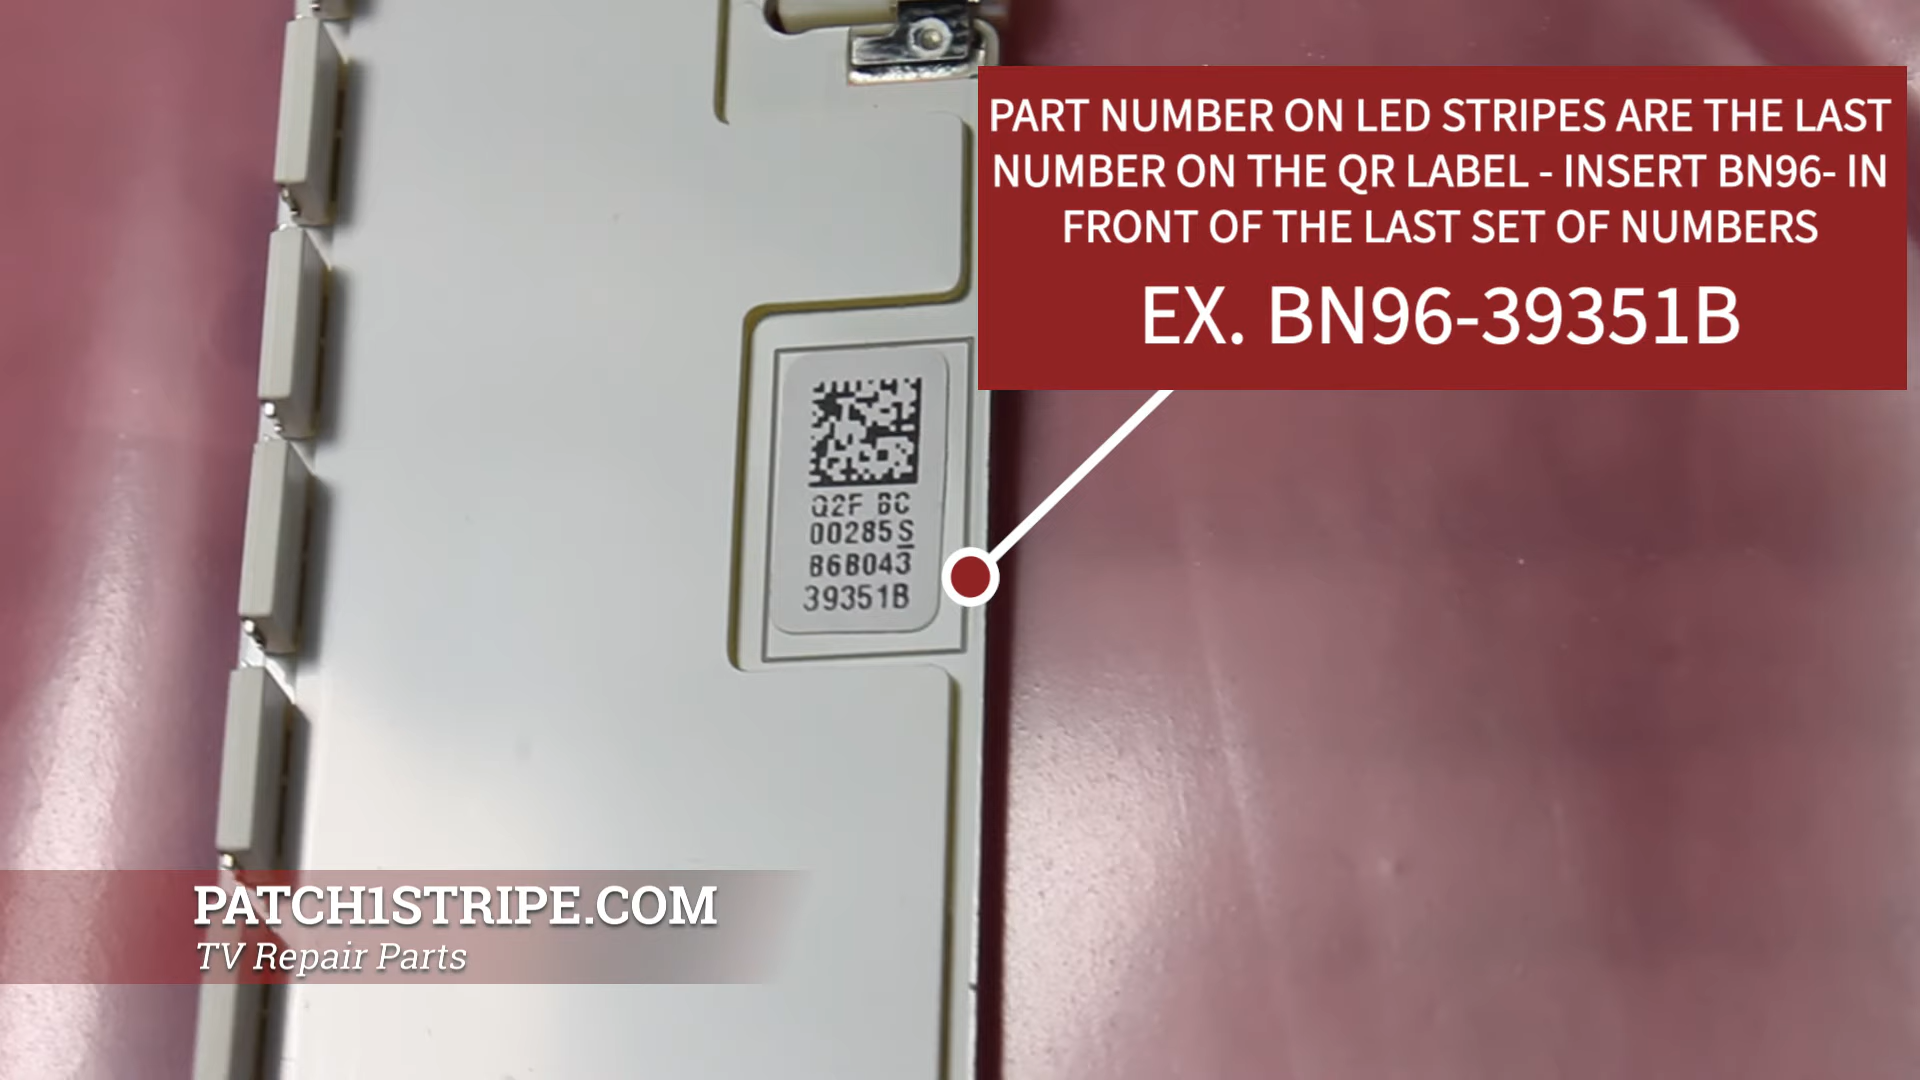 PART NUMBER ON LED STRIPES ARE THE LAST
NUMBER ON THE QR LABEL - INSERT BN96- IN
FRONT OF THE LAST SET OF NUMBERS
EX. BN96-39351B
Q2F BC
00285S
B6B043
39351B
PATCH1STRIPE.COM
TV Repair Parts